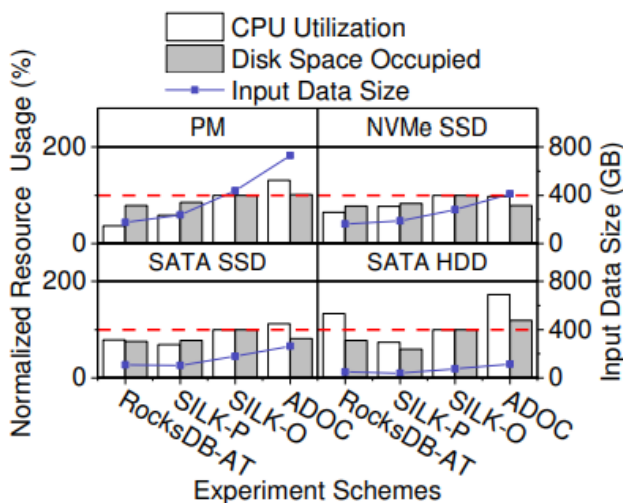 CPU Utilization
Disk Space Occupied
Input Data Size
Normalized Resource Usage (%)
PM
NVMe SSD
200
800
400
0
0
SATA SSD
SATA HDD
200
800
400
0
0
RocksDB-AT
SILK-P
SILK-O
ADOC
RocksDB-AT
SILK-P
SILK-O
ADOC
Input Data Size (GB)
Experiment Schemes